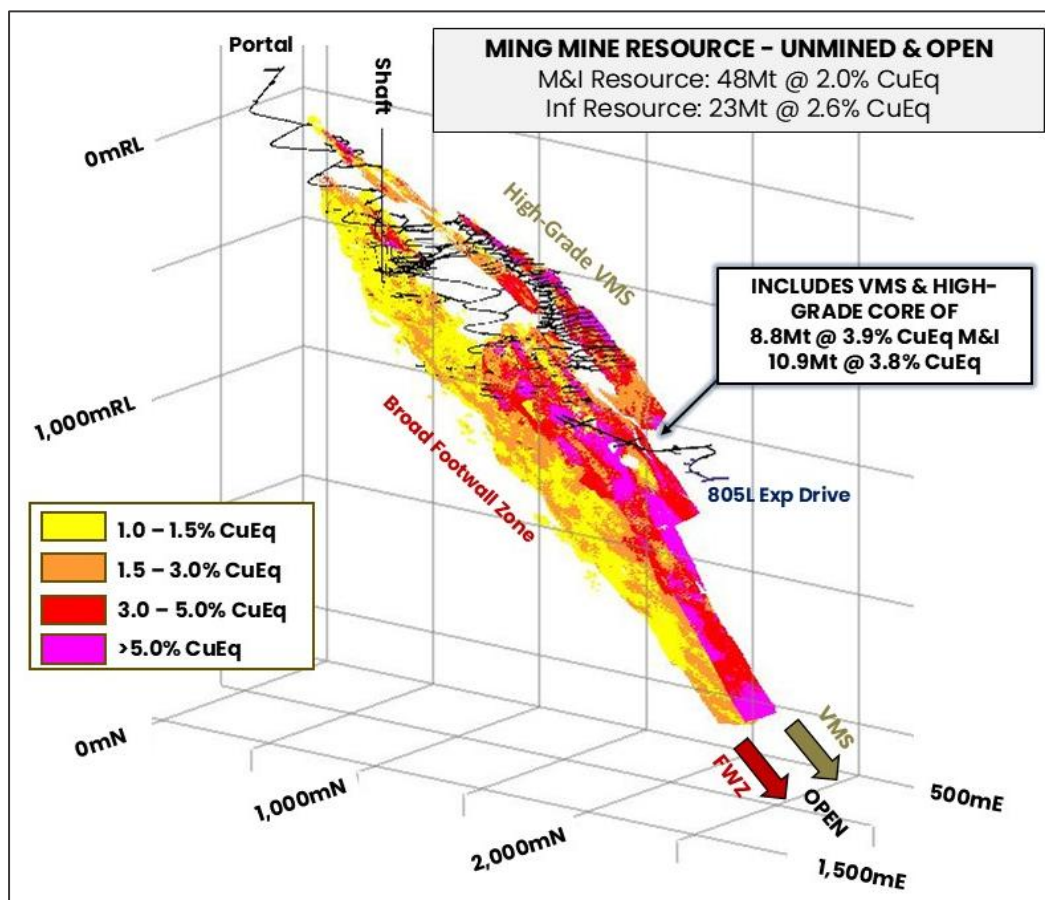 Portal
Shaft
MING MINE RESOURCE - UNMINED & OPEN
M&I Resource: 48Mt @ 2.0% CuEq
Inf Resource: 23Mt @ 2.6% CuEq
0mRL
High-Grade VMS
INCLUDES VMS & HIGH-
GRADE CORE OF
8.8Mt @ 3.9% CuEq M&I
10.9Mt @ 3.8% CuEq
1,000mRL
Broad Footwall Zone
805L Exp Drive
1.0 – 1.5% CuEq
1.5 – 3.0% CuEq
3.0 – 5.0% CuEq
>5.0% CuEq
0mN
1,000mN
2,000mN
FWZ
VMS
OPEN
500mE
1,500mE